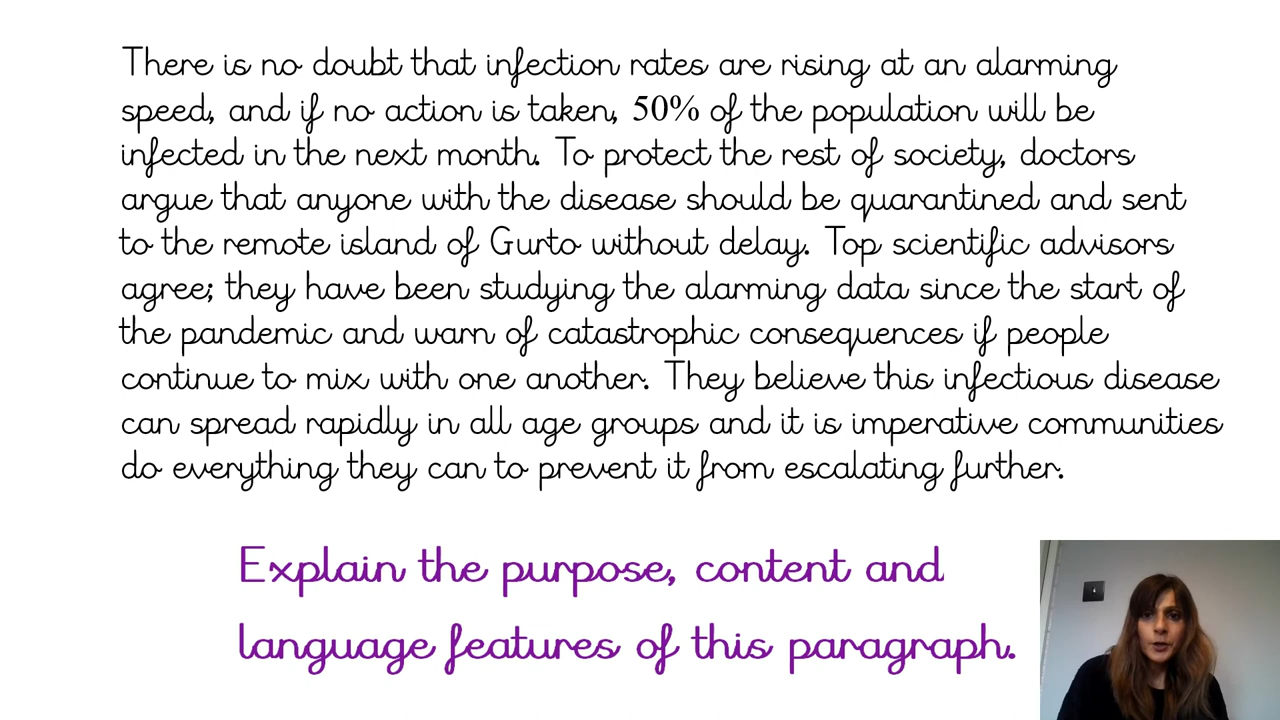 There is no doubt that infection rates are rising at an alarming
speed, and if no action is taken, 50% of the population will be
infected in the next month. To protect the rest of society, doctors
argue that anyone with the disease should be quarantined and sent
to the remote island of Gurto without delay. Top scientific advisors
agree; they have been studying the alarming data since the start of
the pandemic and warn of catastrophic consequences if people
continue to mix with one another. They believe this infectious disease
can spread rapidly in all age groups and it is imperative communities
do everything they can to prevent it from escalating further.
Explain the purpose, content and
language features of this paragraph.